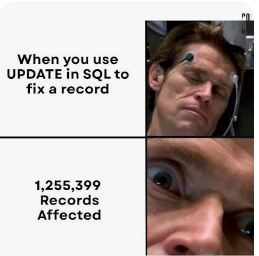 When you use
UPDATE in SQL to
fix a record
1,255,399
Records
Affected